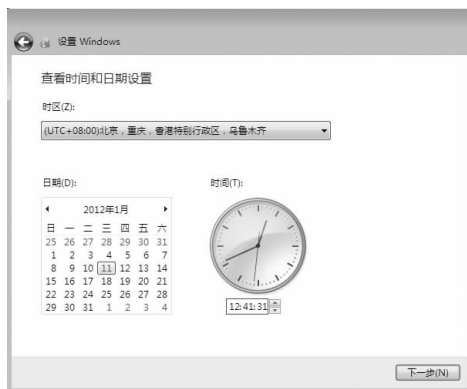 设置 Windows
查看时间和日期设置
时区(Z):
(UTC+08:00)北京，重庆，香港特别行政区，乌鲁木齐
日期(D):
时间(T):
2012年1月
日 一 二 三 四 五 六
25 26 27 28 29 30 31
1 2 3 4 5 6 7
8 9 10 11 12 13 14
15 16 17 18 19 20 21
22 23 24 25 26 27 28
29 30 31 1 2 3 4
12:41:31
下一步(N)